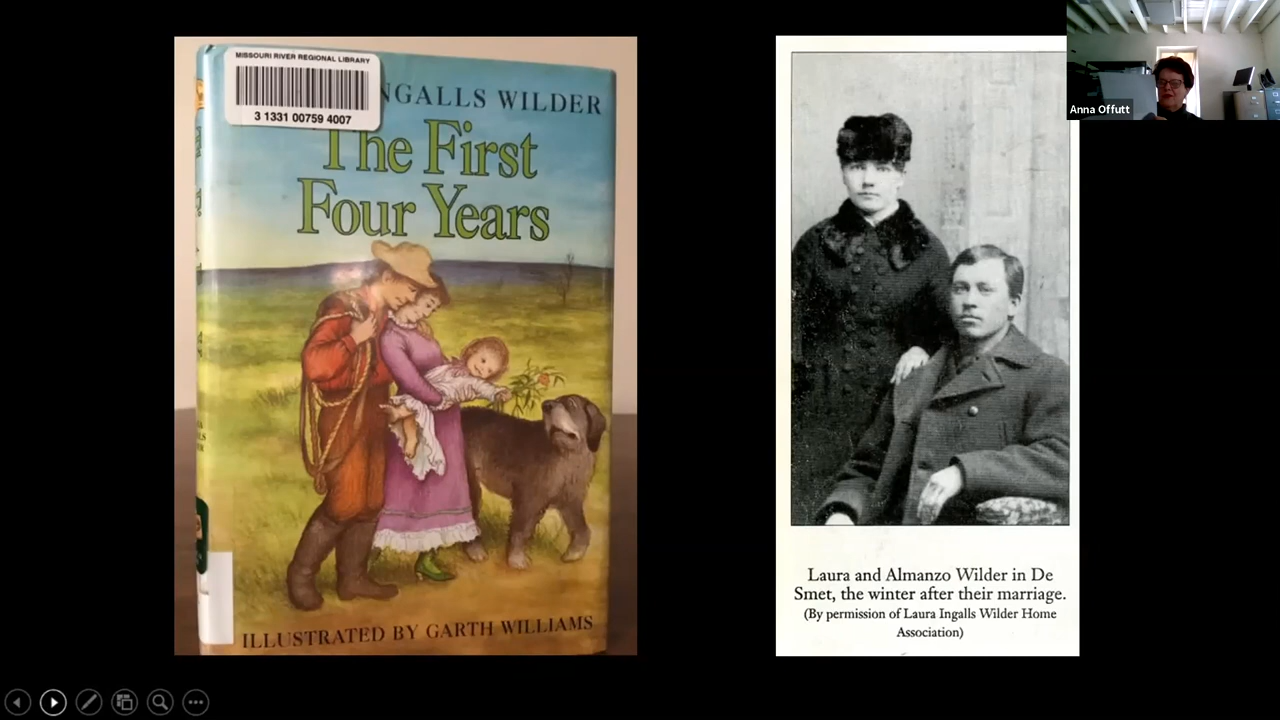 MISSOURI RIVER REGIONAL LIBRARY
3 1331 00759 4007
NGALLS WILDER
The First
Four Years
ILLUSTRATED BY GARTH WILLIAMS
Laura and Almanzo Wilder in De
Smet, the winter after their marriage.
(By permission of Laura Ingalls Wilder Home
Association)
Anna Offutt